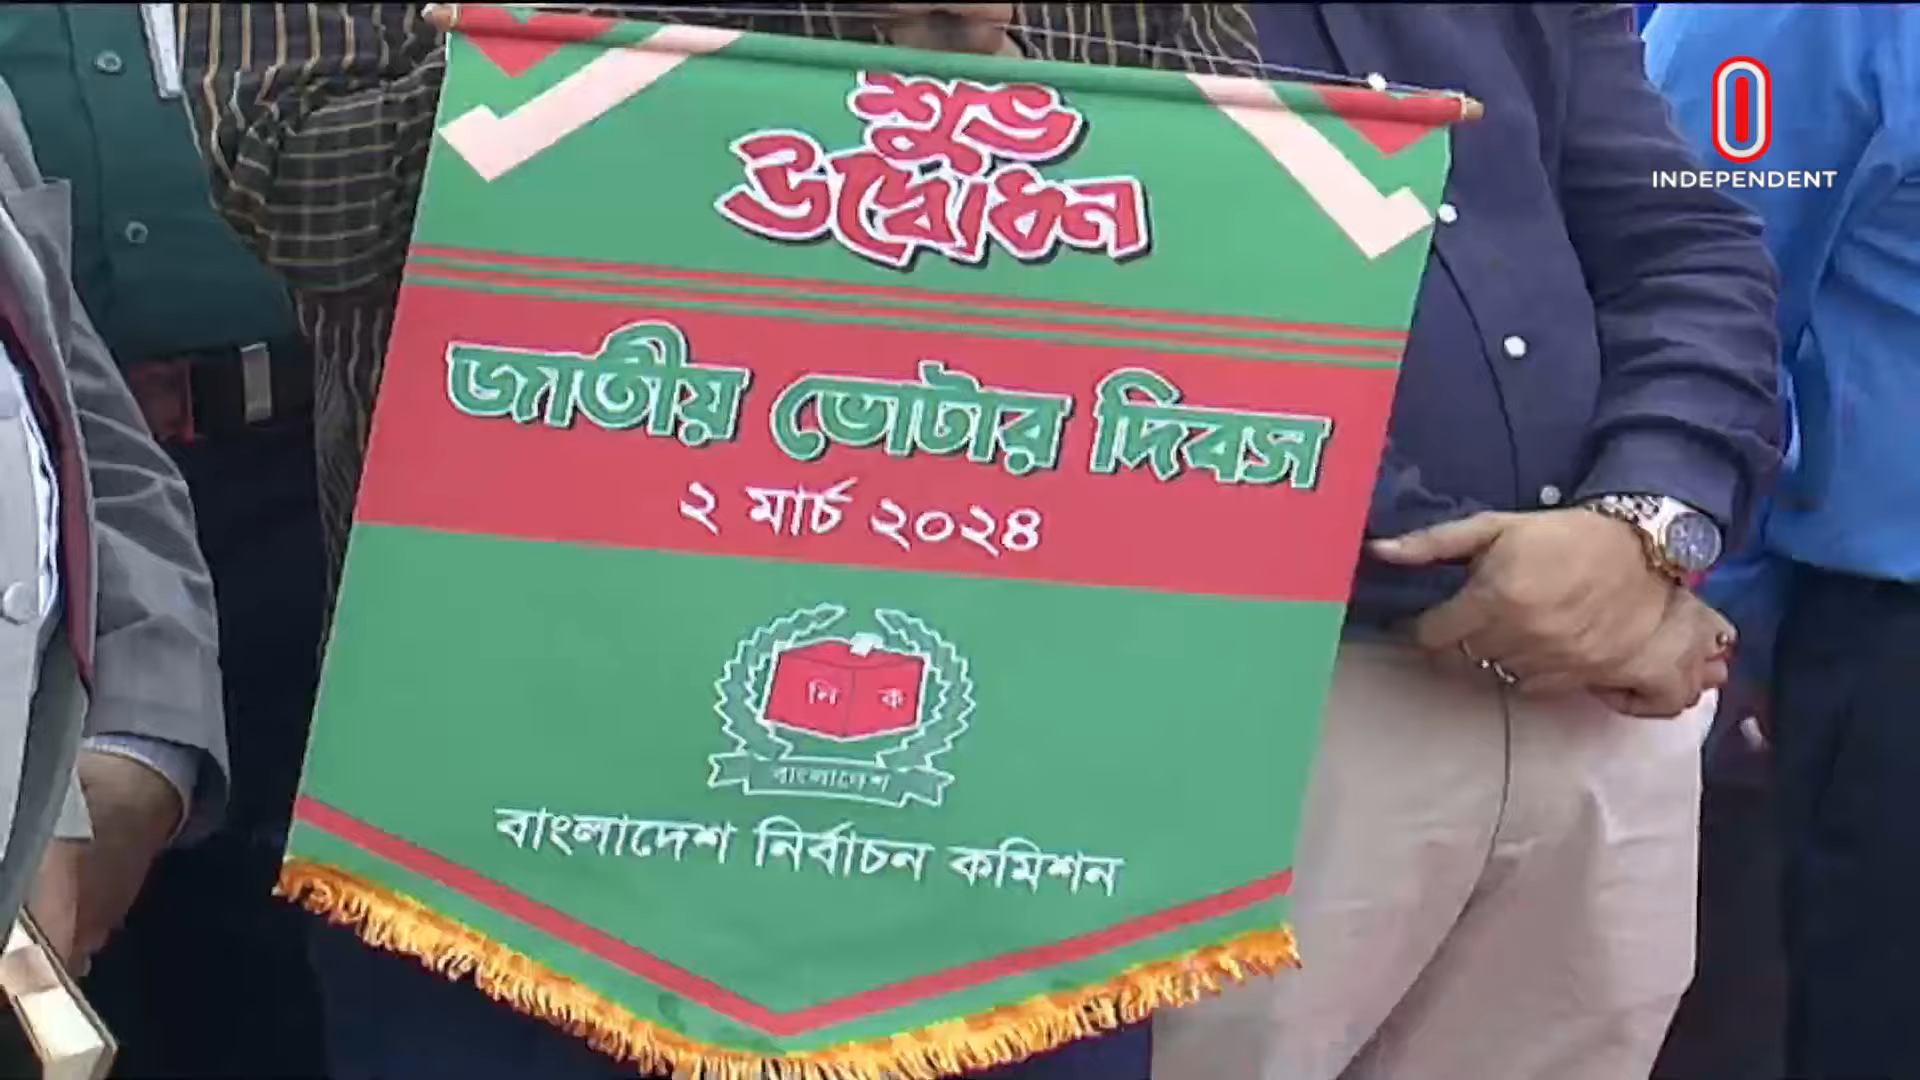 শুভ
উদ্বোধন
INDEPENDENT
জাতীয় ভোটার দিবস
২ মার্চ ২০২৪
নি ক
বাংলাদেশ
বাংলাদেশ নির্বাচন কমিশন